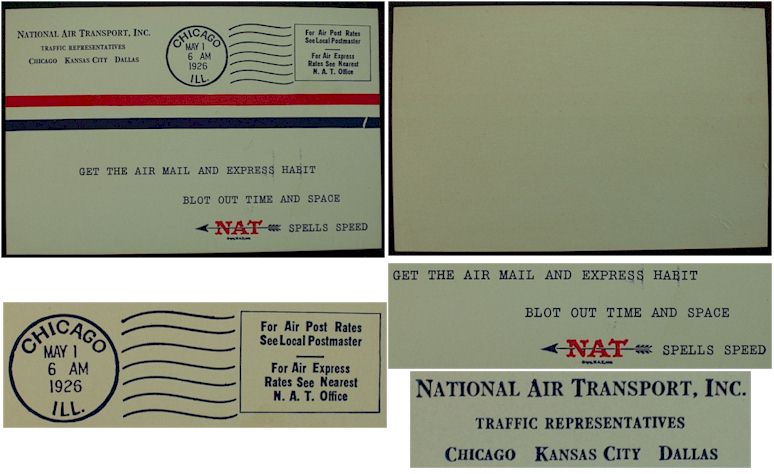 NATIONAL AIR TRANSPORT, INC.
TRAFFIC REPRESENTATIVES
CHICAGO KANSAS CITY DALLAS
CHICAGO
MAY 1
6 AM
1926
ILL.
For Air Post Rates
See Local Postmaster
For Air Express
Rates See Nearest
N. A. T. Office
GET THE AIR MAIL AND EXPRESS HABIT
BLOT OUT TIME AND SPACE
NAT SPELLS SPEED
GET THE AIR MAIL AND EXPRESS HABIT
BLOT OUT TIME AND SPACE
NAT SPELLS SPEED
CHICAGO
MAY 1
6 AM
1926
ILL.
For Air Post Rates
See Local Postmaster
For Air Express
Rates See Nearest
N. A. T. Office
NATIONAL AIR TRANSPORT, INC.
TRAFFIC REPRESENTATIVES
CHICAGO KANSAS CITY DALLAS